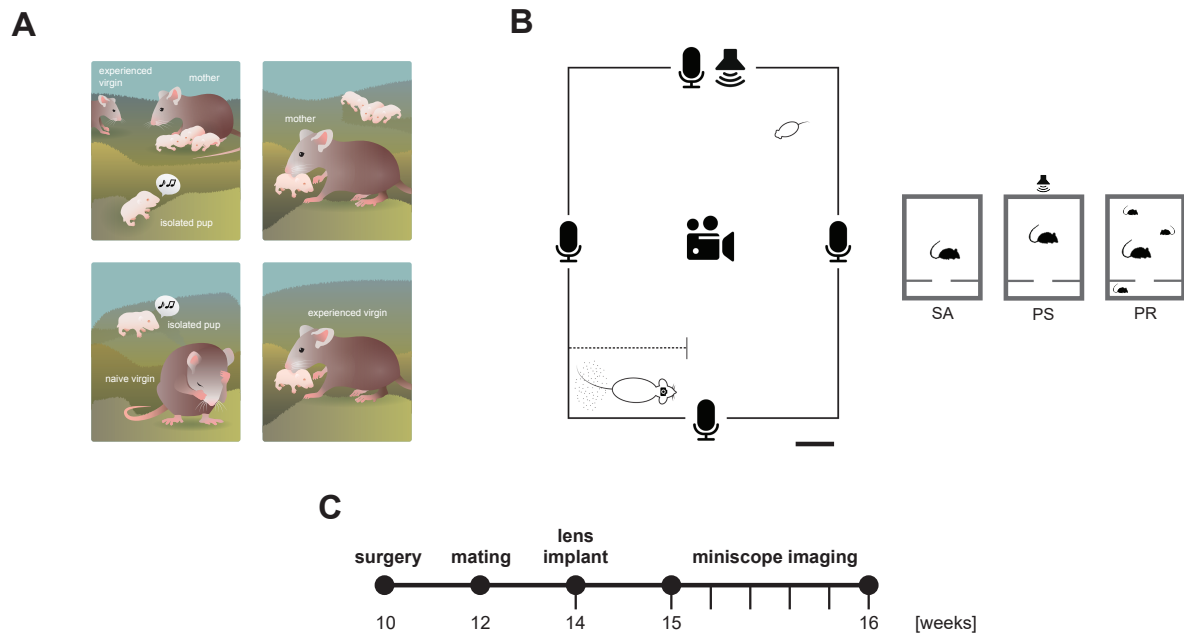 A
experienced
virgin
mother
isolated pup
mother
isolated pup
naive virgin
experienced virgin
B
SA
PS
PR
C
surgery
mating
lens
implant
miniscope imaging
10
12
14
15
16
[weeks]